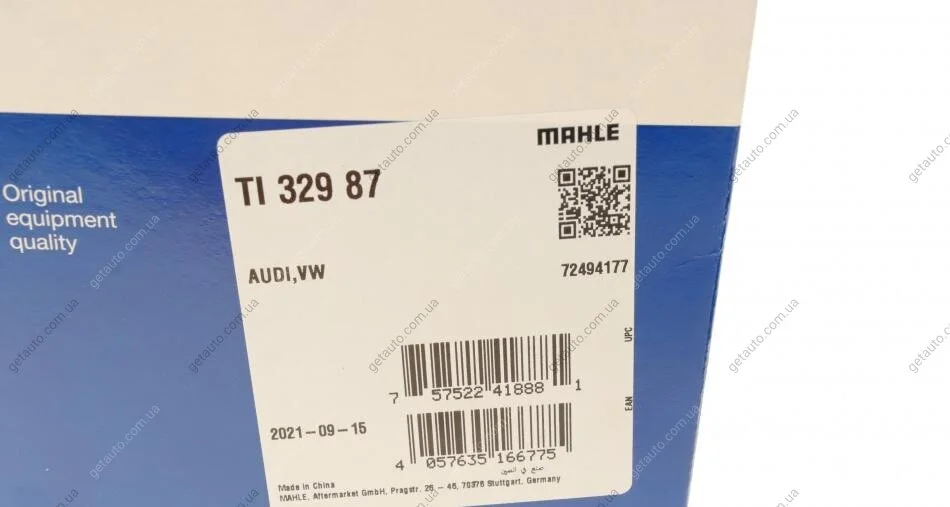 Original
equipment
quality
MAHLE
TI 329 87
AUDI,VW
72494177
UPC
7 57522 41888 1
EAN
2021-09-15
4 057635 166775
صنع في الصين
Made in China
MAHLE, Aftermarket GmbH, Pragstr. 26 - 46, 70376 Stuttgart, Germany
getauto.com.ua